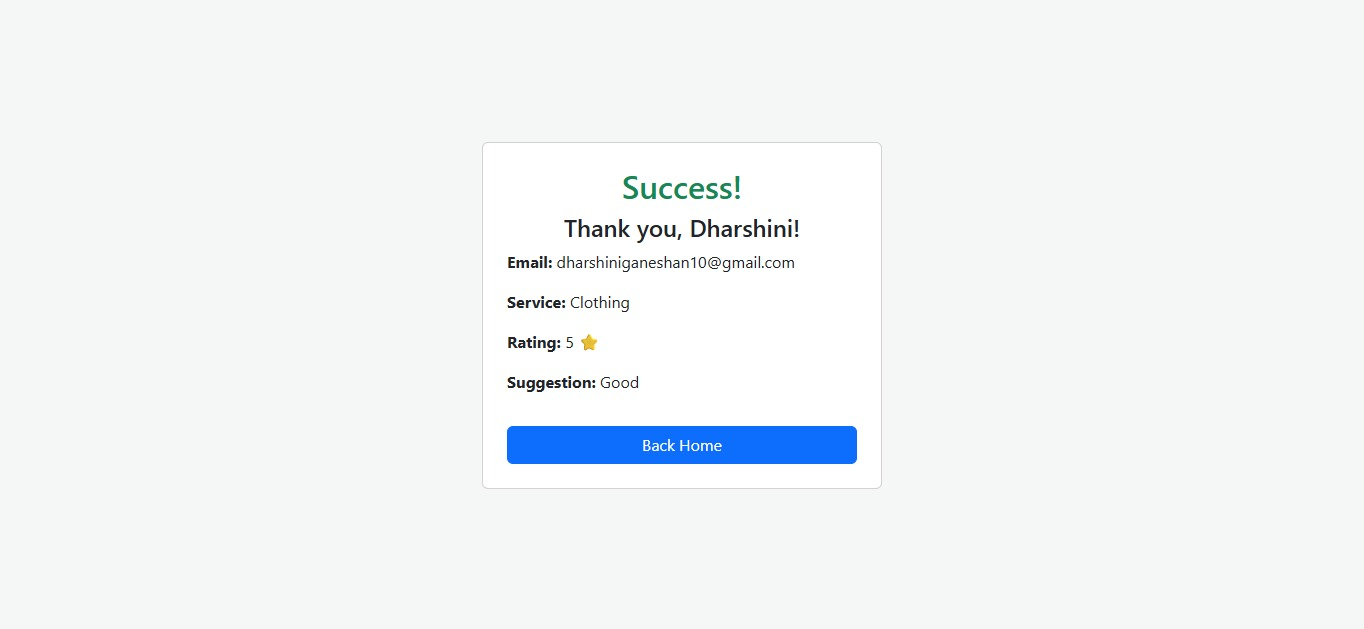 Success!
Thank you, Dharshini!
Email: dharshiniganeshan10@gmail.com
Service: Clothing
Rating: 5 ⭐
Suggestion: Good
Back Home